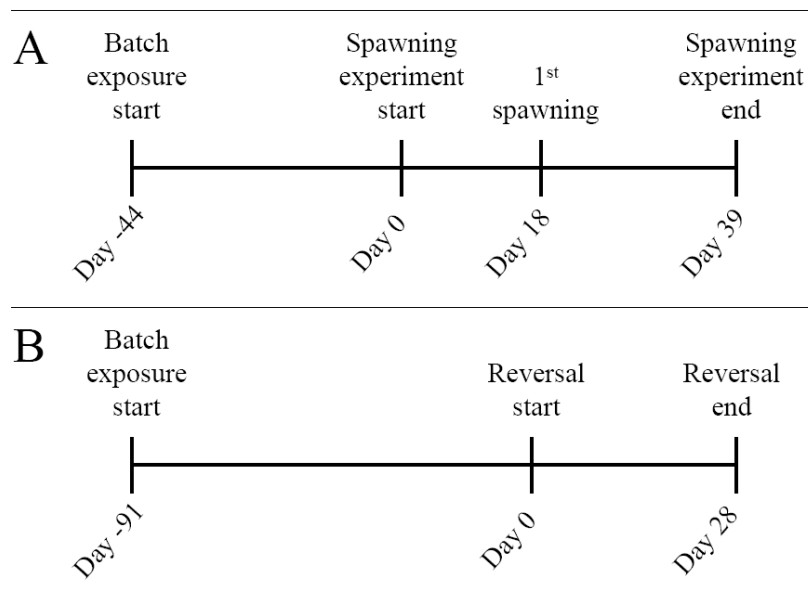 A
Batch
exposure
start
Spawning
experiment
start
1st
spawning
Spawning
experiment
end
Day -44
Day 0
Day 18
Day 39
B
Batch
exposure
start
Reversal
start
Reversal
end
Day -91
Day 0
Day 28